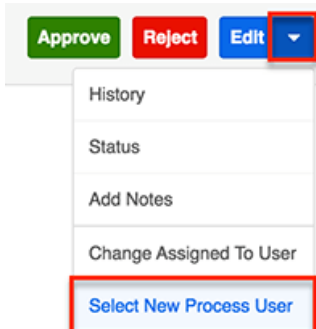 Approve Reject Edit
History
Status
Add Notes
Change Assigned To User
Select New Process User